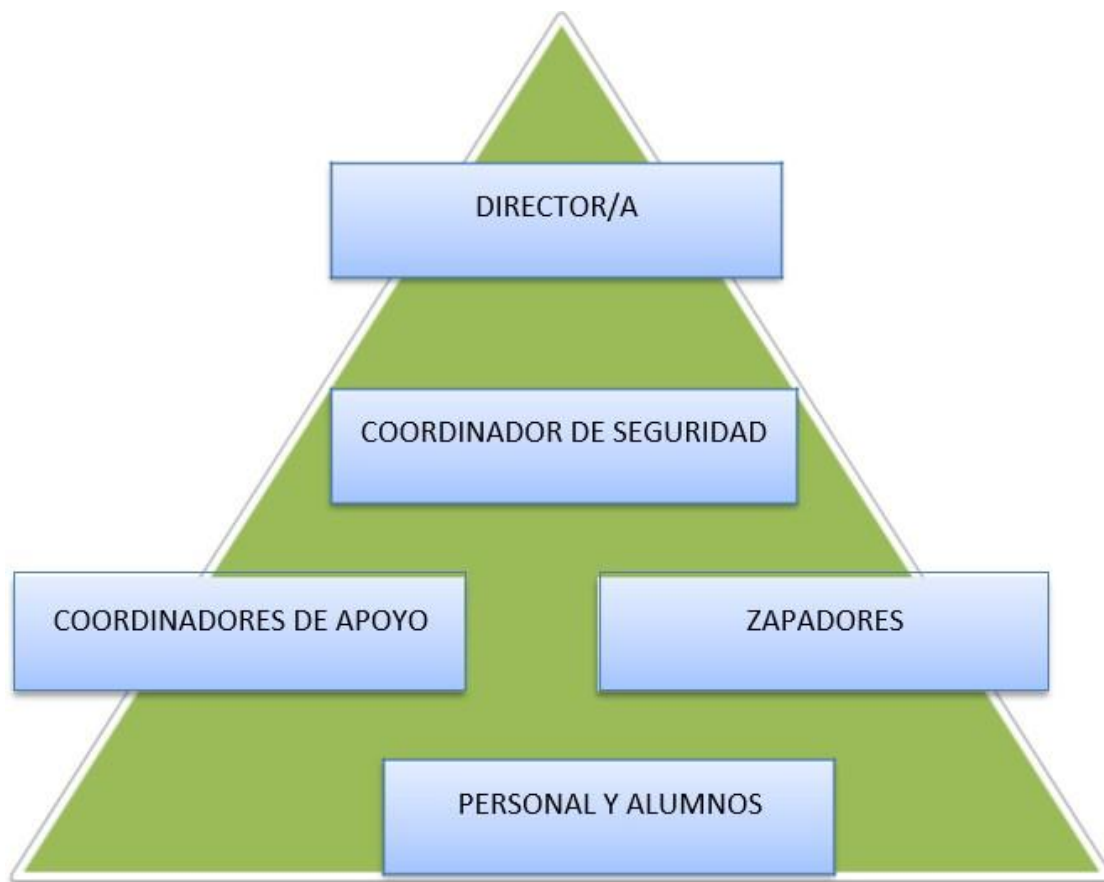 DIRECTOR/A
COORDINADOR DE SEGURIDAD
COORDINADORES DE APOYO
ZAPADORES
PERSONAL Y ALUMNOS